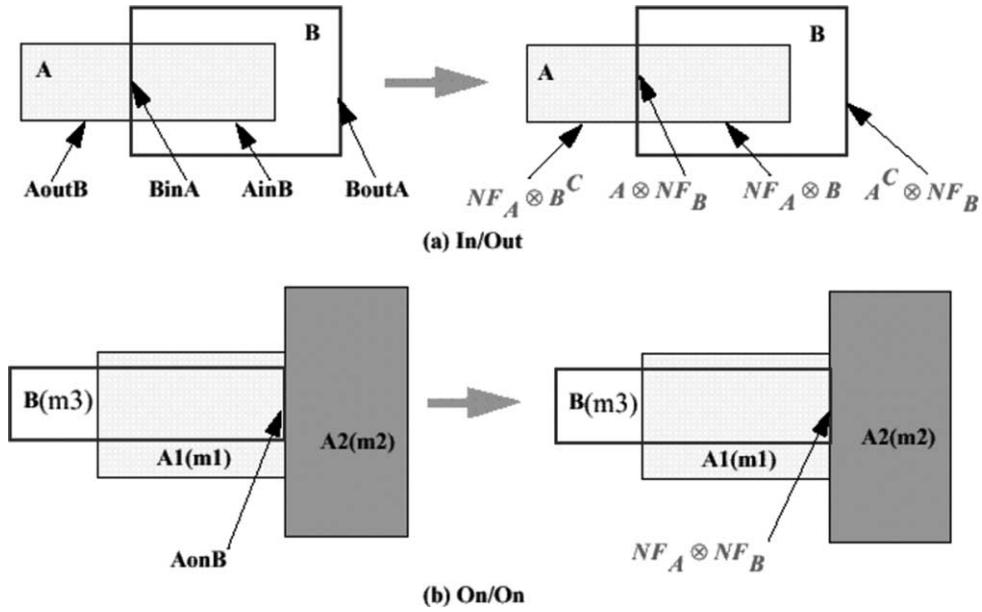 A B
AoutB BinA AinB BoutA
A B
NF_A ⊗ B^C A ⊗ NF_B NF_A ⊗ B A^C ⊗ NF_B
(a) In/Out
B(m3) A1(m1) A2(m2)
AonB
B(m3) A1(m1) A2(m2)
NF_A ⊗ NF_B
(b) On/On